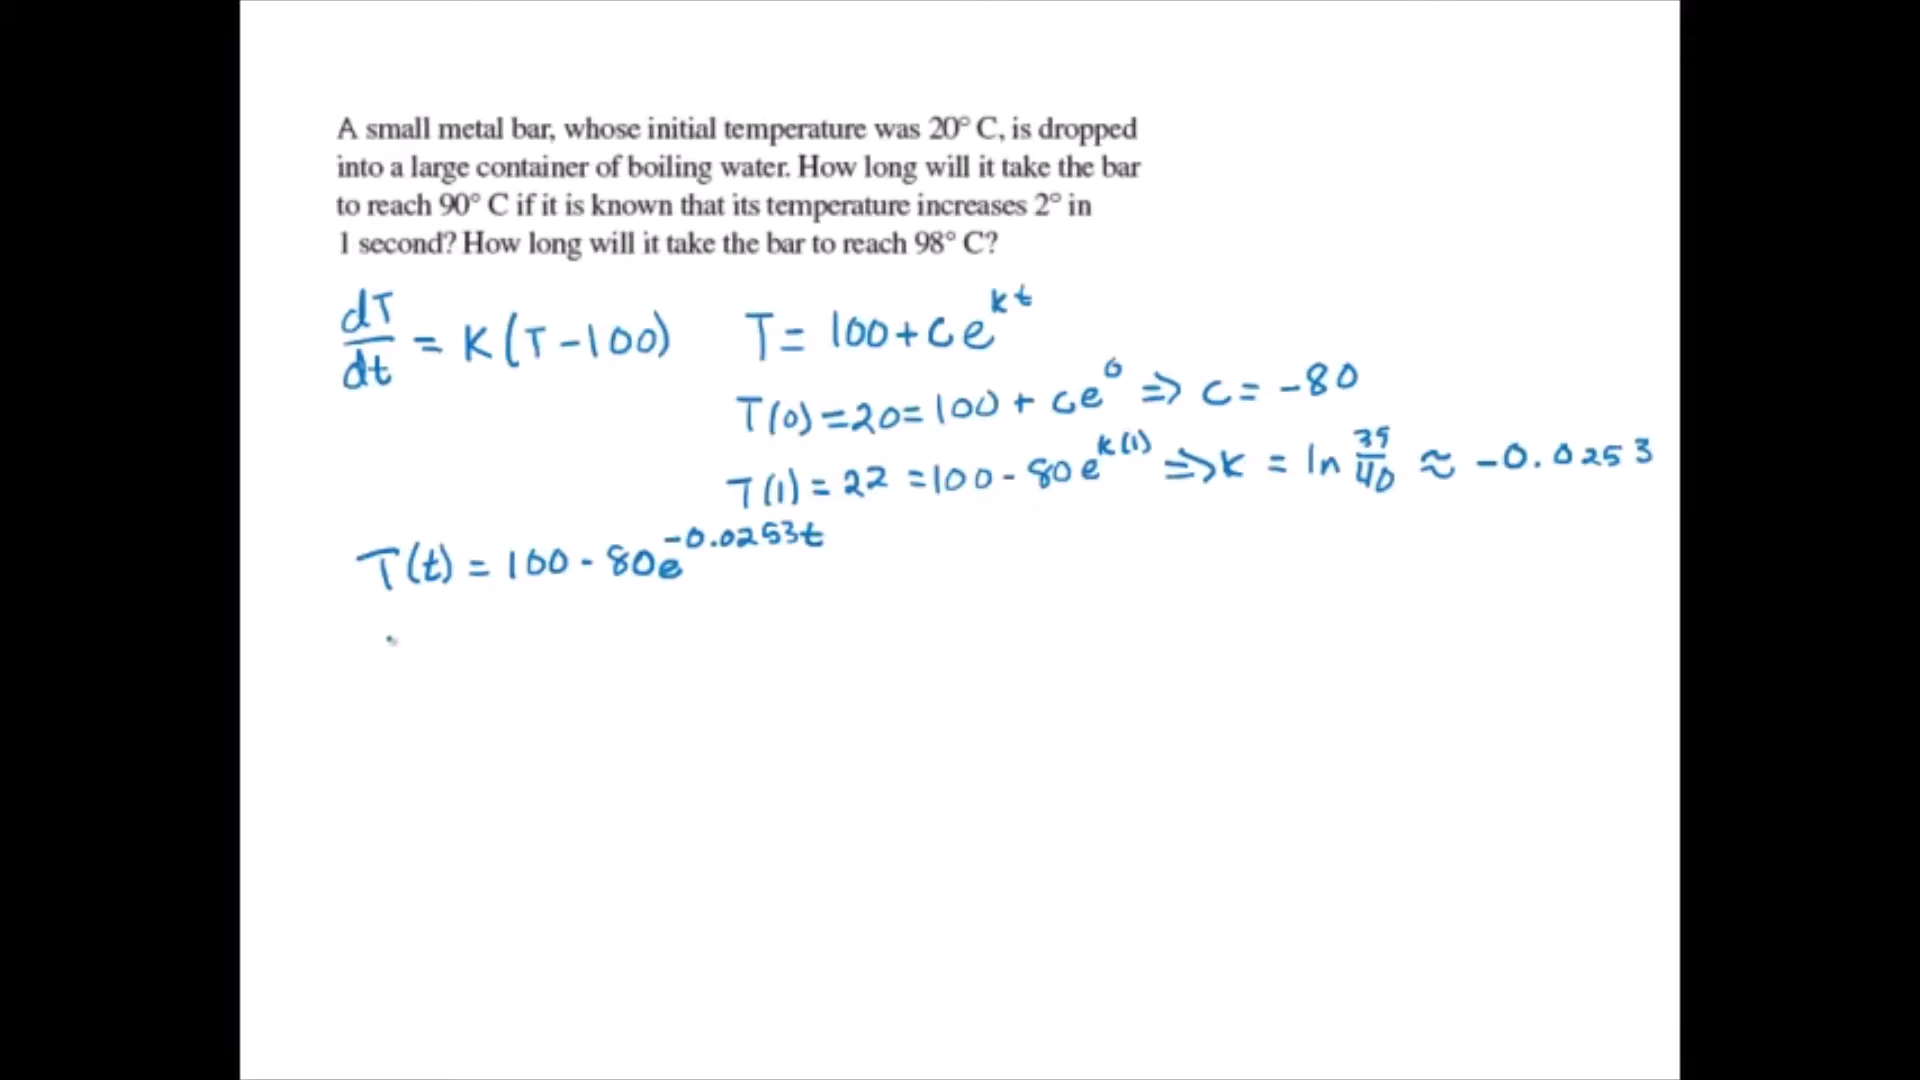 A small metal bar, whose initial temperature was 20° C, is dropped
into a large container of boiling water. How long will it take the bar
to reach 90° C if it is known that its temperature increases 2° in
1 second? How long will it take the bar to reach 98° C?
dT/dt = K(T-100) T = 100 + Ce^kt
T(0) = 20 = 100 + Ce^0 ⇒ C = -80
T(1) = 22 = 100 - 80e^k(1) ⇒ K = ln 39/40 ≈ -0.0253
T(t) = 100 - 80e^-0.0253t